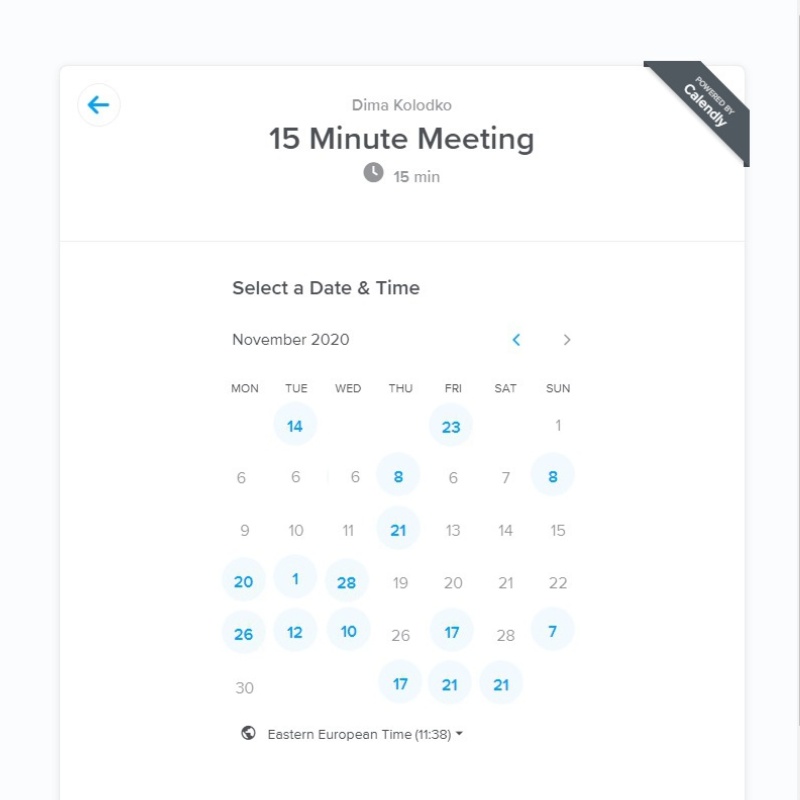 POWERED BY
Calendly
Dima Kolodko
15 Minute Meeting
15 min
Select a Date & Time
November 2020
MON TUE WED THU FRI SAT SUN
14 23 1
6 6 6 8 6 7 8
9 10 11 21 13 14 15
20 1 28 19 20 21 22
26 12 10 26 17 28 7
30 17 21 21
Eastern European Time (11:38)